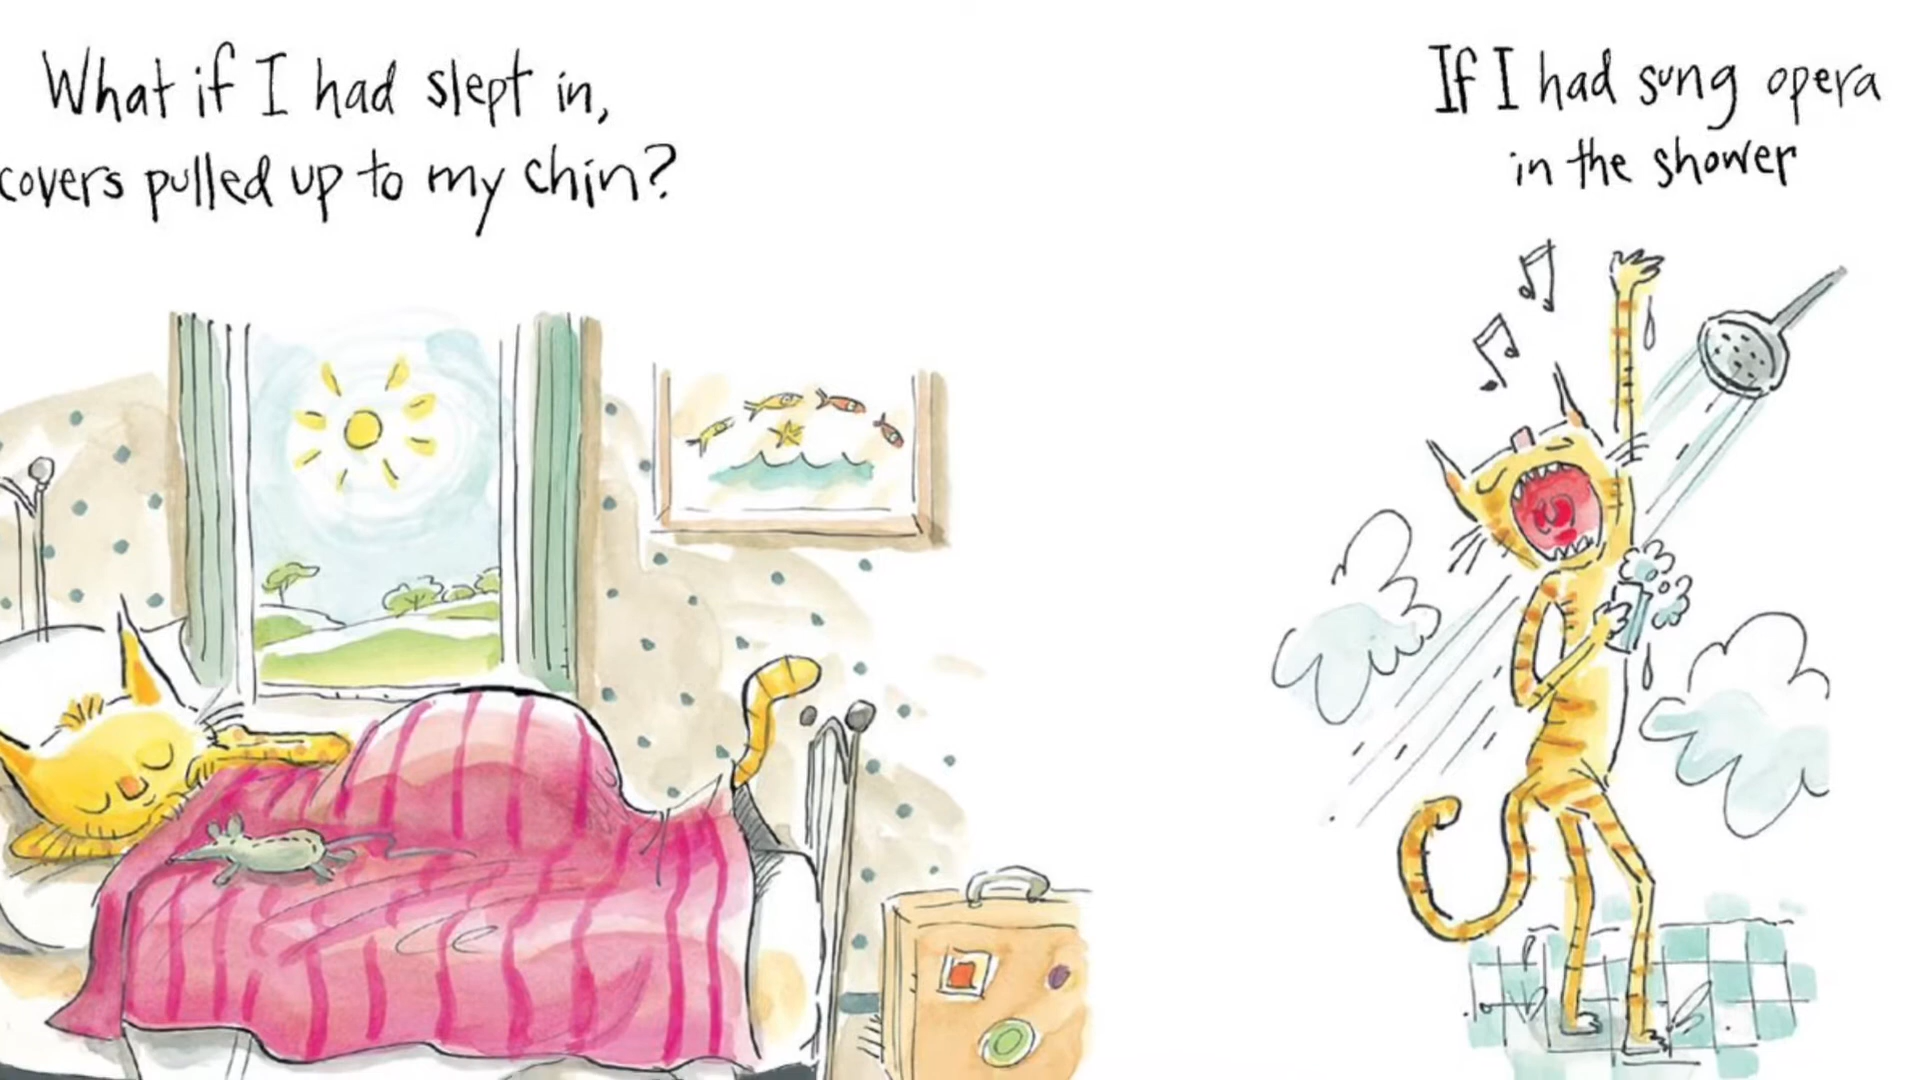 What if I had slept in,
covers pulled up to my chin?
If I had sung opera
in the shower